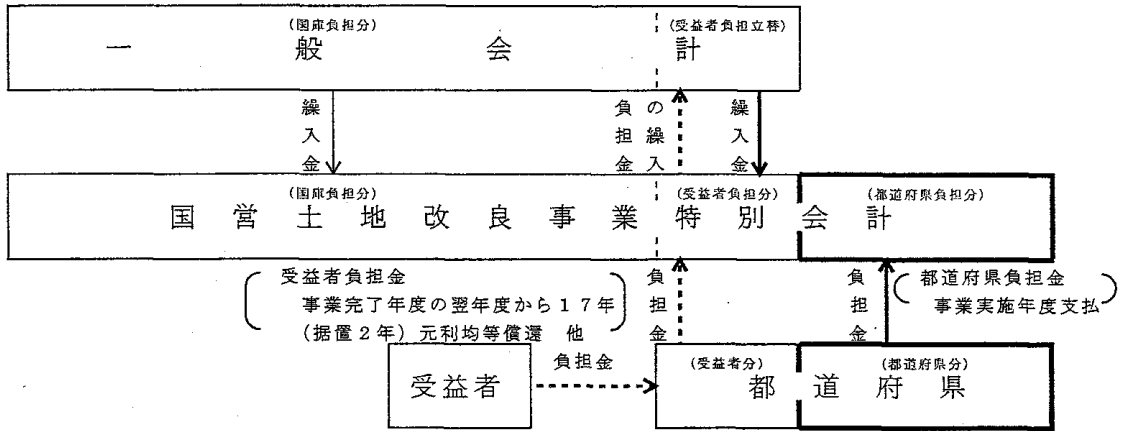 (国庫負担分) (受益者負担立替)
一般会計
繰入金 負担金の繰入 繰入金
(国庫負担分) (受益者負担分) (都道府県負担分)
国営土地改良事業特別会計
受益者負担金
事業完了年度の翌年度から17年
(据置2年)元利均等償還 他
負担金
負担金
都道府県負担金
事業実施年度支払
負担金
(受益者分) (都道府県分)
受益者
都道府県